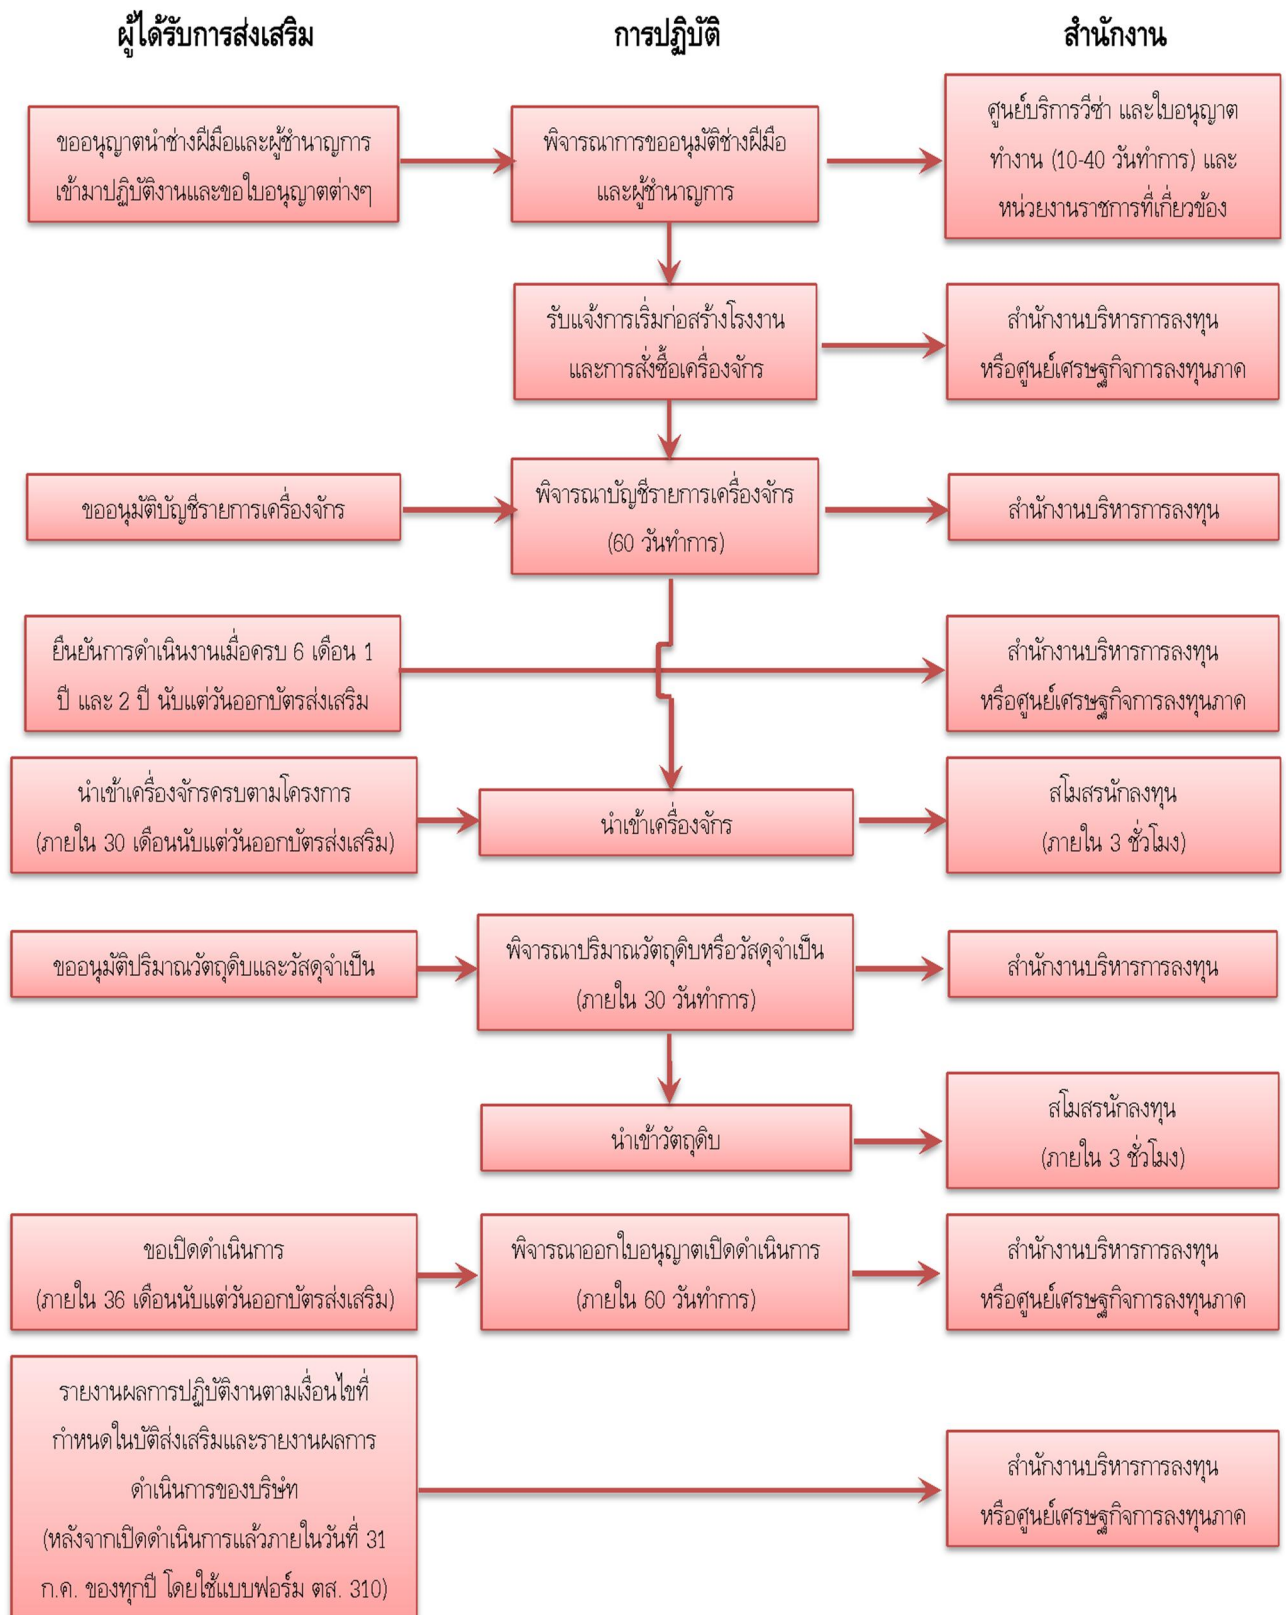 ผู้ได้รับการส่งเสริม
การปฏิบัติ
สำนักงาน
ขออนุญาตนำช่างฝีมือและผู้ชำนาญการ
เข้ามาปฏิบัติงานและขอใบอนุญาตต่างๆ
พิจารณาการขออนุมัติช่างฝีมือ
และผู้ชำนาญการ
ศูนย์บริการวีซ่า และใบอนุญาต
ทำงาน (10-40 วันทำการ) และ
หน่วยงานราชการที่เกี่ยวข้อง
รับแจ้งการเริ่มก่อสร้างโรงงาน
และการสั่งซื้อเครื่องจักร
สำนักงานบริหารการลงทุน
หรือศูนย์เศรษฐกิจการลงทุนภาค
ขออนุมัติบัญชีรายการเครื่องจักร
พิจารณาบัญชีรายการเครื่องจักร
(60 วันทำการ)
สำนักงานบริหารการลงทุน
ยืนยันการดำเนินงานเมื่อครบ 6 เดือน 1
ปี และ 2 ปี นับแต่วันออกบัตรส่งเสริม
สำนักงานบริหารการลงทุน
หรือศูนย์เศรษฐกิจการลงทุนภาค
นำเข้าเครื่องจักรครบตามโครงการ
(ภายใน 30 เดือนนับแต่วันออกบัตรส่งเสริม)
นำเข้าเครื่องจักร
สโมสรนักลงทุน
(ภายใน 3 ชั่วโมง)
ขออนุมัติปริมาณวัตถุดิบและวัสดุจำเป็น
พิจารณาปริมาณวัตถุดิบหรือวัสดุจำเป็น
(ภายใน 30 วันทำการ)
สำนักงานบริหารการลงทุน
นำเข้าวัตถุดิบ
สโมสรนักลงทุน
(ภายใน 3 ชั่วโมง)
ขอเปิดดำเนินการ
(ภายใน 36 เดือนนับแต่วันออกบัตรส่งเสริม)
พิจารณาออกใบอนุญาตเปิดดำเนินการ
(ภายใน 60 วันทำการ)
สำนักงานบริหารการลงทุน
หรือศูนย์เศรษฐกิจการลงทุนภาค
รายงานผลการปฏิบัติงานตามเงื่อนไขที่
กำหนดในบัติส่งเสริมและรายงานผลการ
ดำเนินการของบริษ่ท
(หลังจากเปิดดำเนินการแล้วภายในวันที่ 31
ก.ค. ของทุกปี โดยใช้แบบฟอร์ม ตส. 310)
สำนักงานบริหารการลงทุน
หรือศูนย์เศรษฐกิจการลงทุนภาค